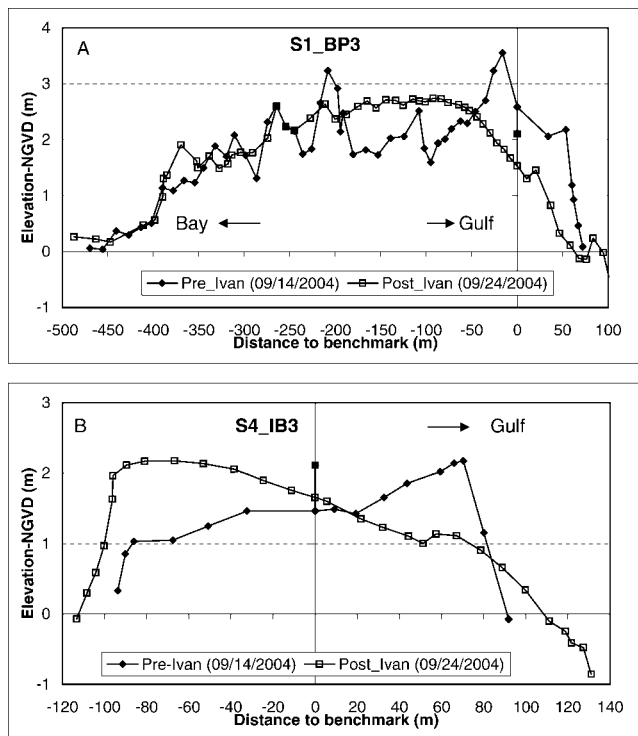 A
S1_BP3
Elevation-NGVD (m)
4
3
2
1
0
-1
Bay
Gulf
Pre_Ivan (09/14/2004)
Post_Ivan (09/24/2004)
-500 -450 -400 -350 -300 -250 -200 -150 -100 -50 0 50 100
Distance to benchmark (m)
B
S4_IB3
Gulf
Elevation-NGVD (m)
3
2
1
0
-1
Pre-Ivan (09/14/2004)
Post_Ivan (09/24/2004)
-120 -100 -80 -60 -40 -20 0 20 40 60 80 100 120 140
Distance to benchmark (m)